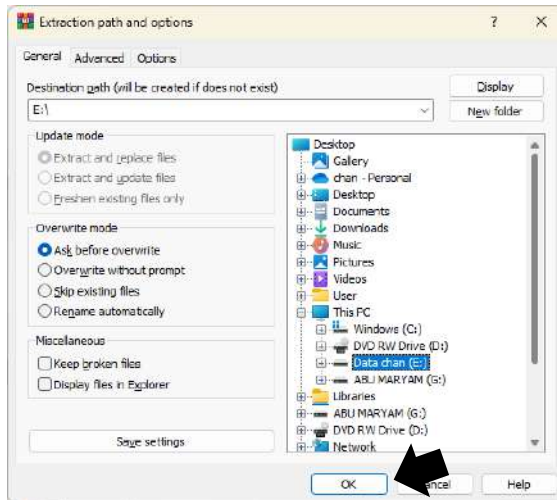 Extraction path and options
General Advanced Options
Destination path (will be created if does not exist)
Display
E:\
New folder
Update mode
Extract and replace files
Extract and update files
Freshen existing files only
Overwrite mode
Ask before overwrite
Overwrite without prompt
Skip existing files
Rename automatically
Miscellaneous
Keep broken files
Display files in Explorer
Save settings
Desktop
Gallery
chan - Personal
Desktop
Documents
Downloads
Music
Pictures
Videos
User
This PC
Windows (C:)
DVD RW Drive (D:)
Data chan (E:)
ABU MARYAM (G:)
Libraries
ABU MARYAM (G:)
DVD RW Drive (D:)
Network
OK
Help